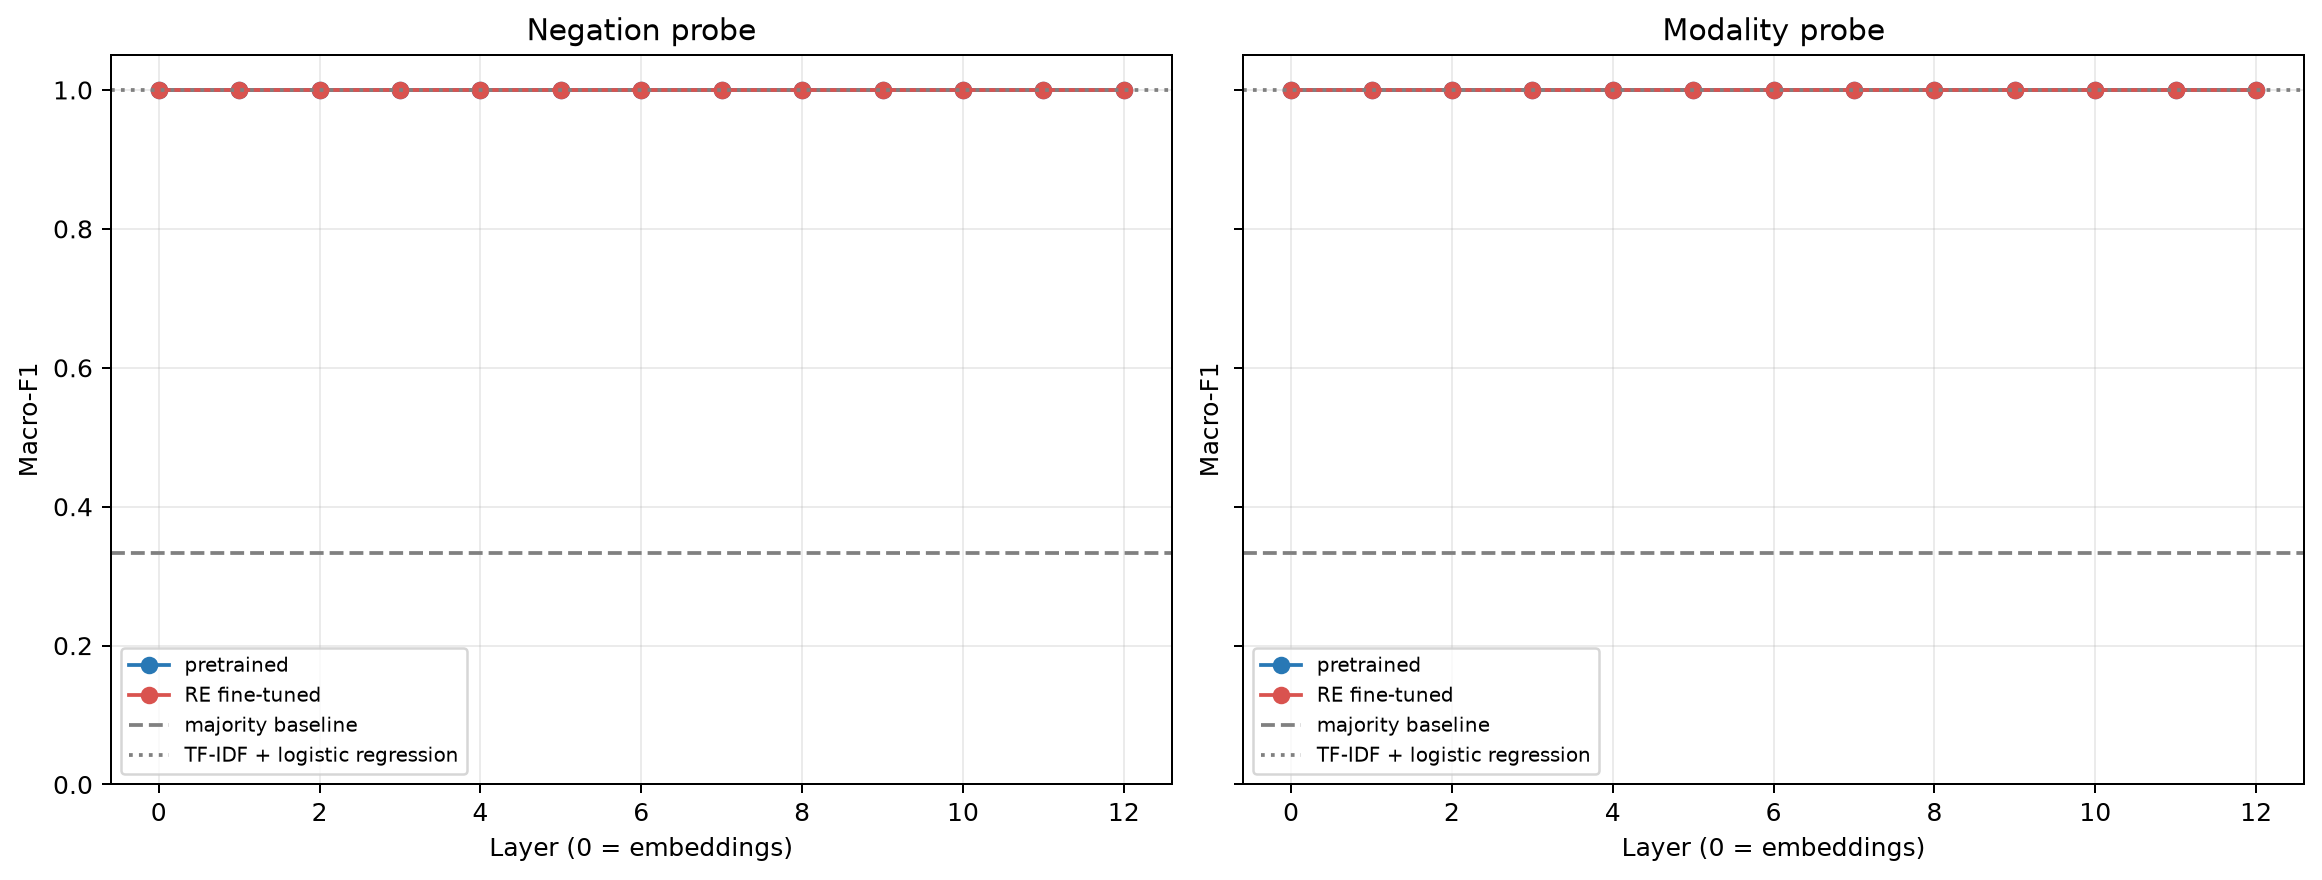 Negation probe
Macro-F1
1.0
0.8
0.6
0.4
0.2
0.0
pretrained
RE fine-tuned
majority baseline
TF-IDF + logistic regression
0 2 4 6 8 10 12
Layer (0 = embeddings)
Modality probe
Macro-F1
pretrained
RE fine-tuned
majority baseline
TF-IDF + logistic regression
0 2 4 6 8 10 12
Layer (0 = embeddings)